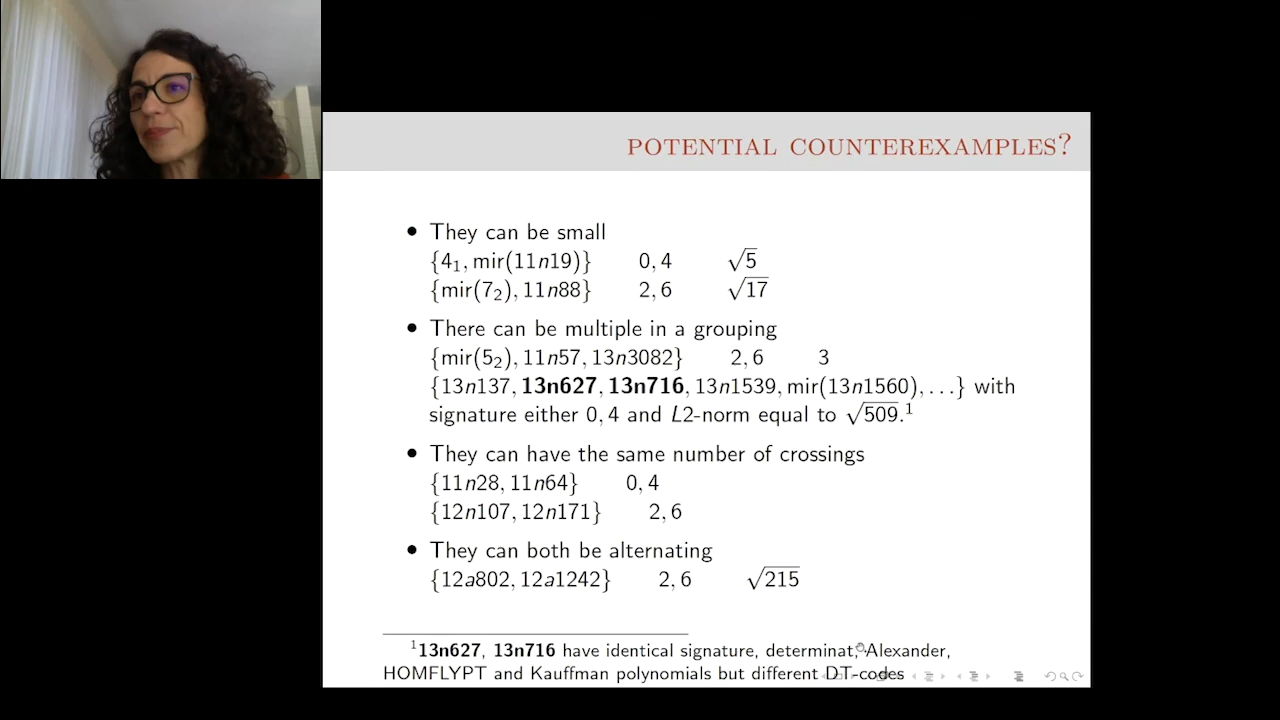 POTENTIAL COUNTEREXAMPLES?
• They can be small
{4₁, mir(11n19)} 0, 4 √5
{mir(7₂), 11n88} 2, 6 √17
• There can be multiple in a grouping
{mir(5₂), 11n57, 13n3082} 2, 6 3
{13n137, 13n627, 13n716, 13n1539, mir(13n1560), . . .} with
signature either 0, 4 and L2-norm equal to √509.¹
• They can have the same number of crossings
{11n28, 11n64} 0, 4
{12n107, 12n171} 2, 6
• They can both be alternating
{12a802, 12a1242} 2, 6 √215
¹13n627, 13n716 have identical signature, determinat, Alexander,
HOMFLYPT and Kauffman polynomials but different DT-codes